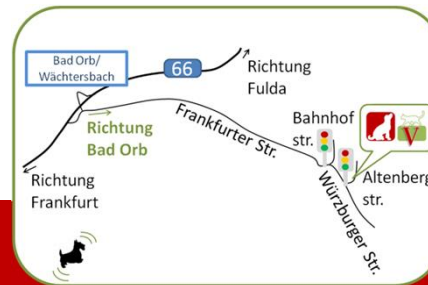 Bad Orb/
Wächtersbach
66
Richtung
Fulda
Richtung
Bad Orb
Frankfurter Str.
Bahnhof
str.
V
Altenberg
str.
Würzburger Str.
Richtung
Frankfurt